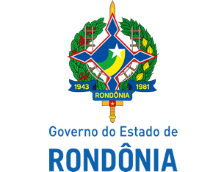 1943 1981
RONDÔNIA
Governo do Estado de
RONDÔNIA